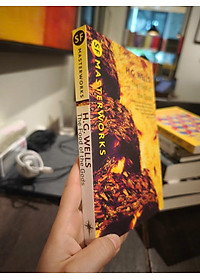 SF
MASTERWORKS
H.G. WELLS
The Food of the Gods
SF MASTERWORKS